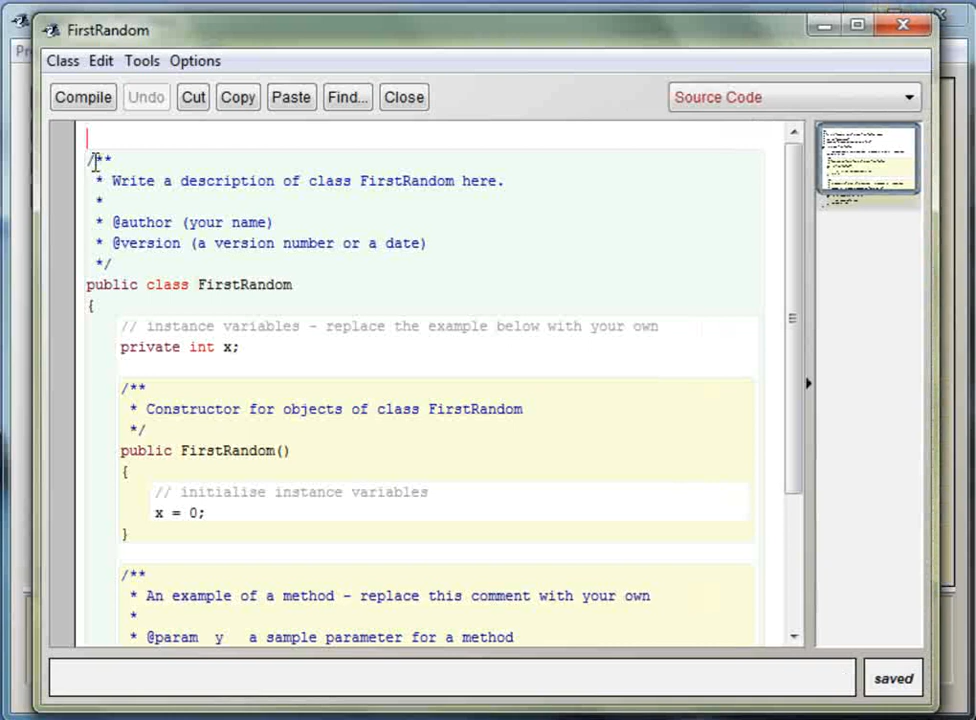 FirstRandom
Class Edit Tools Options
Compile Undo Cut Copy Paste Find... Close Source Code
/**
* Write a description of class FirstRandom here.
*
* @author (your name)
* @version (a version number or a date)
*/
public class FirstRandom
{
// instance variables - replace the example below with your own
private int x;
/**
* Constructor for objects of class FirstRandom
*/
public FirstRandom()
{
// initialise instance variables
x = 0;
}
/**
* An example of a method - replace this comment with your own
*
* @param y a sample parameter for a method
saved